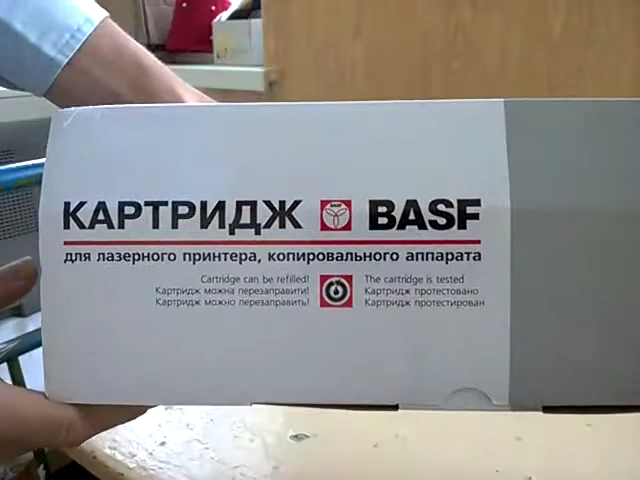 КАРТРИДЖ BASF
для лазерного принтера, копировального аппарата
Cartridge can be refilled!
Картридж можна перезаправити!
Картридж можно перезаправить!
The cartridge is tested
Картридж протестовано
Картридж протестирован